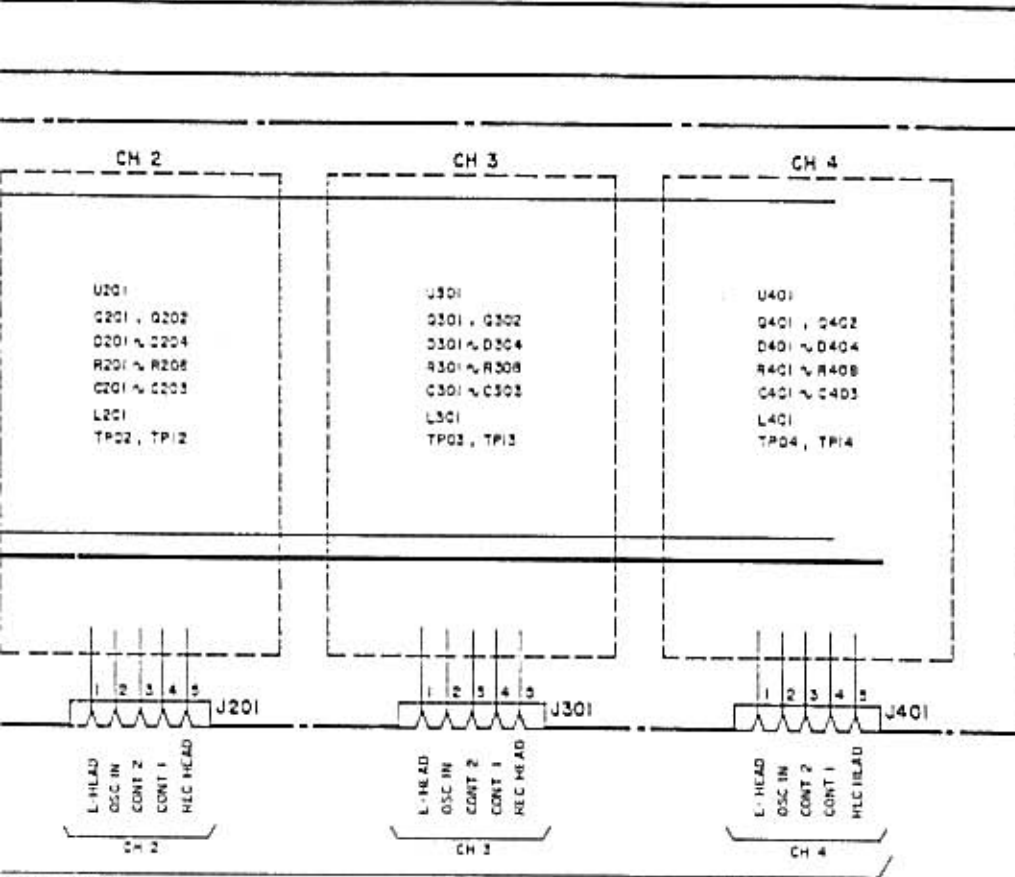 CH 2
U201
Q201 , Q202
D201 ~ D204
R201 ~ R208
C201 ~ C203
L201
TP02 , TP12
1 2 3 4 5
J201
E-HEAD
OSC IN
CONT 2
CONT 1
REC HEAD
CH 2
CH 3
U301
Q301 , Q302
D301 ~ D304
R301 ~ R308
C301 ~ C303
L301
TP03 , TP13
1 2 3 4 5
J301
E-HEAD
OSC IN
CONT 2
CONT 1
REC HEAD
CH 3
CH 4
U401
Q401 , Q402
D401 ~ D404
R401 ~ R408
C401 ~ C403
L401
TP04 , TP14
1 2 3 4 5
J401
E-HEAD
OSC IN
CONT 2
CONT 1
REC HEAD
CH 4